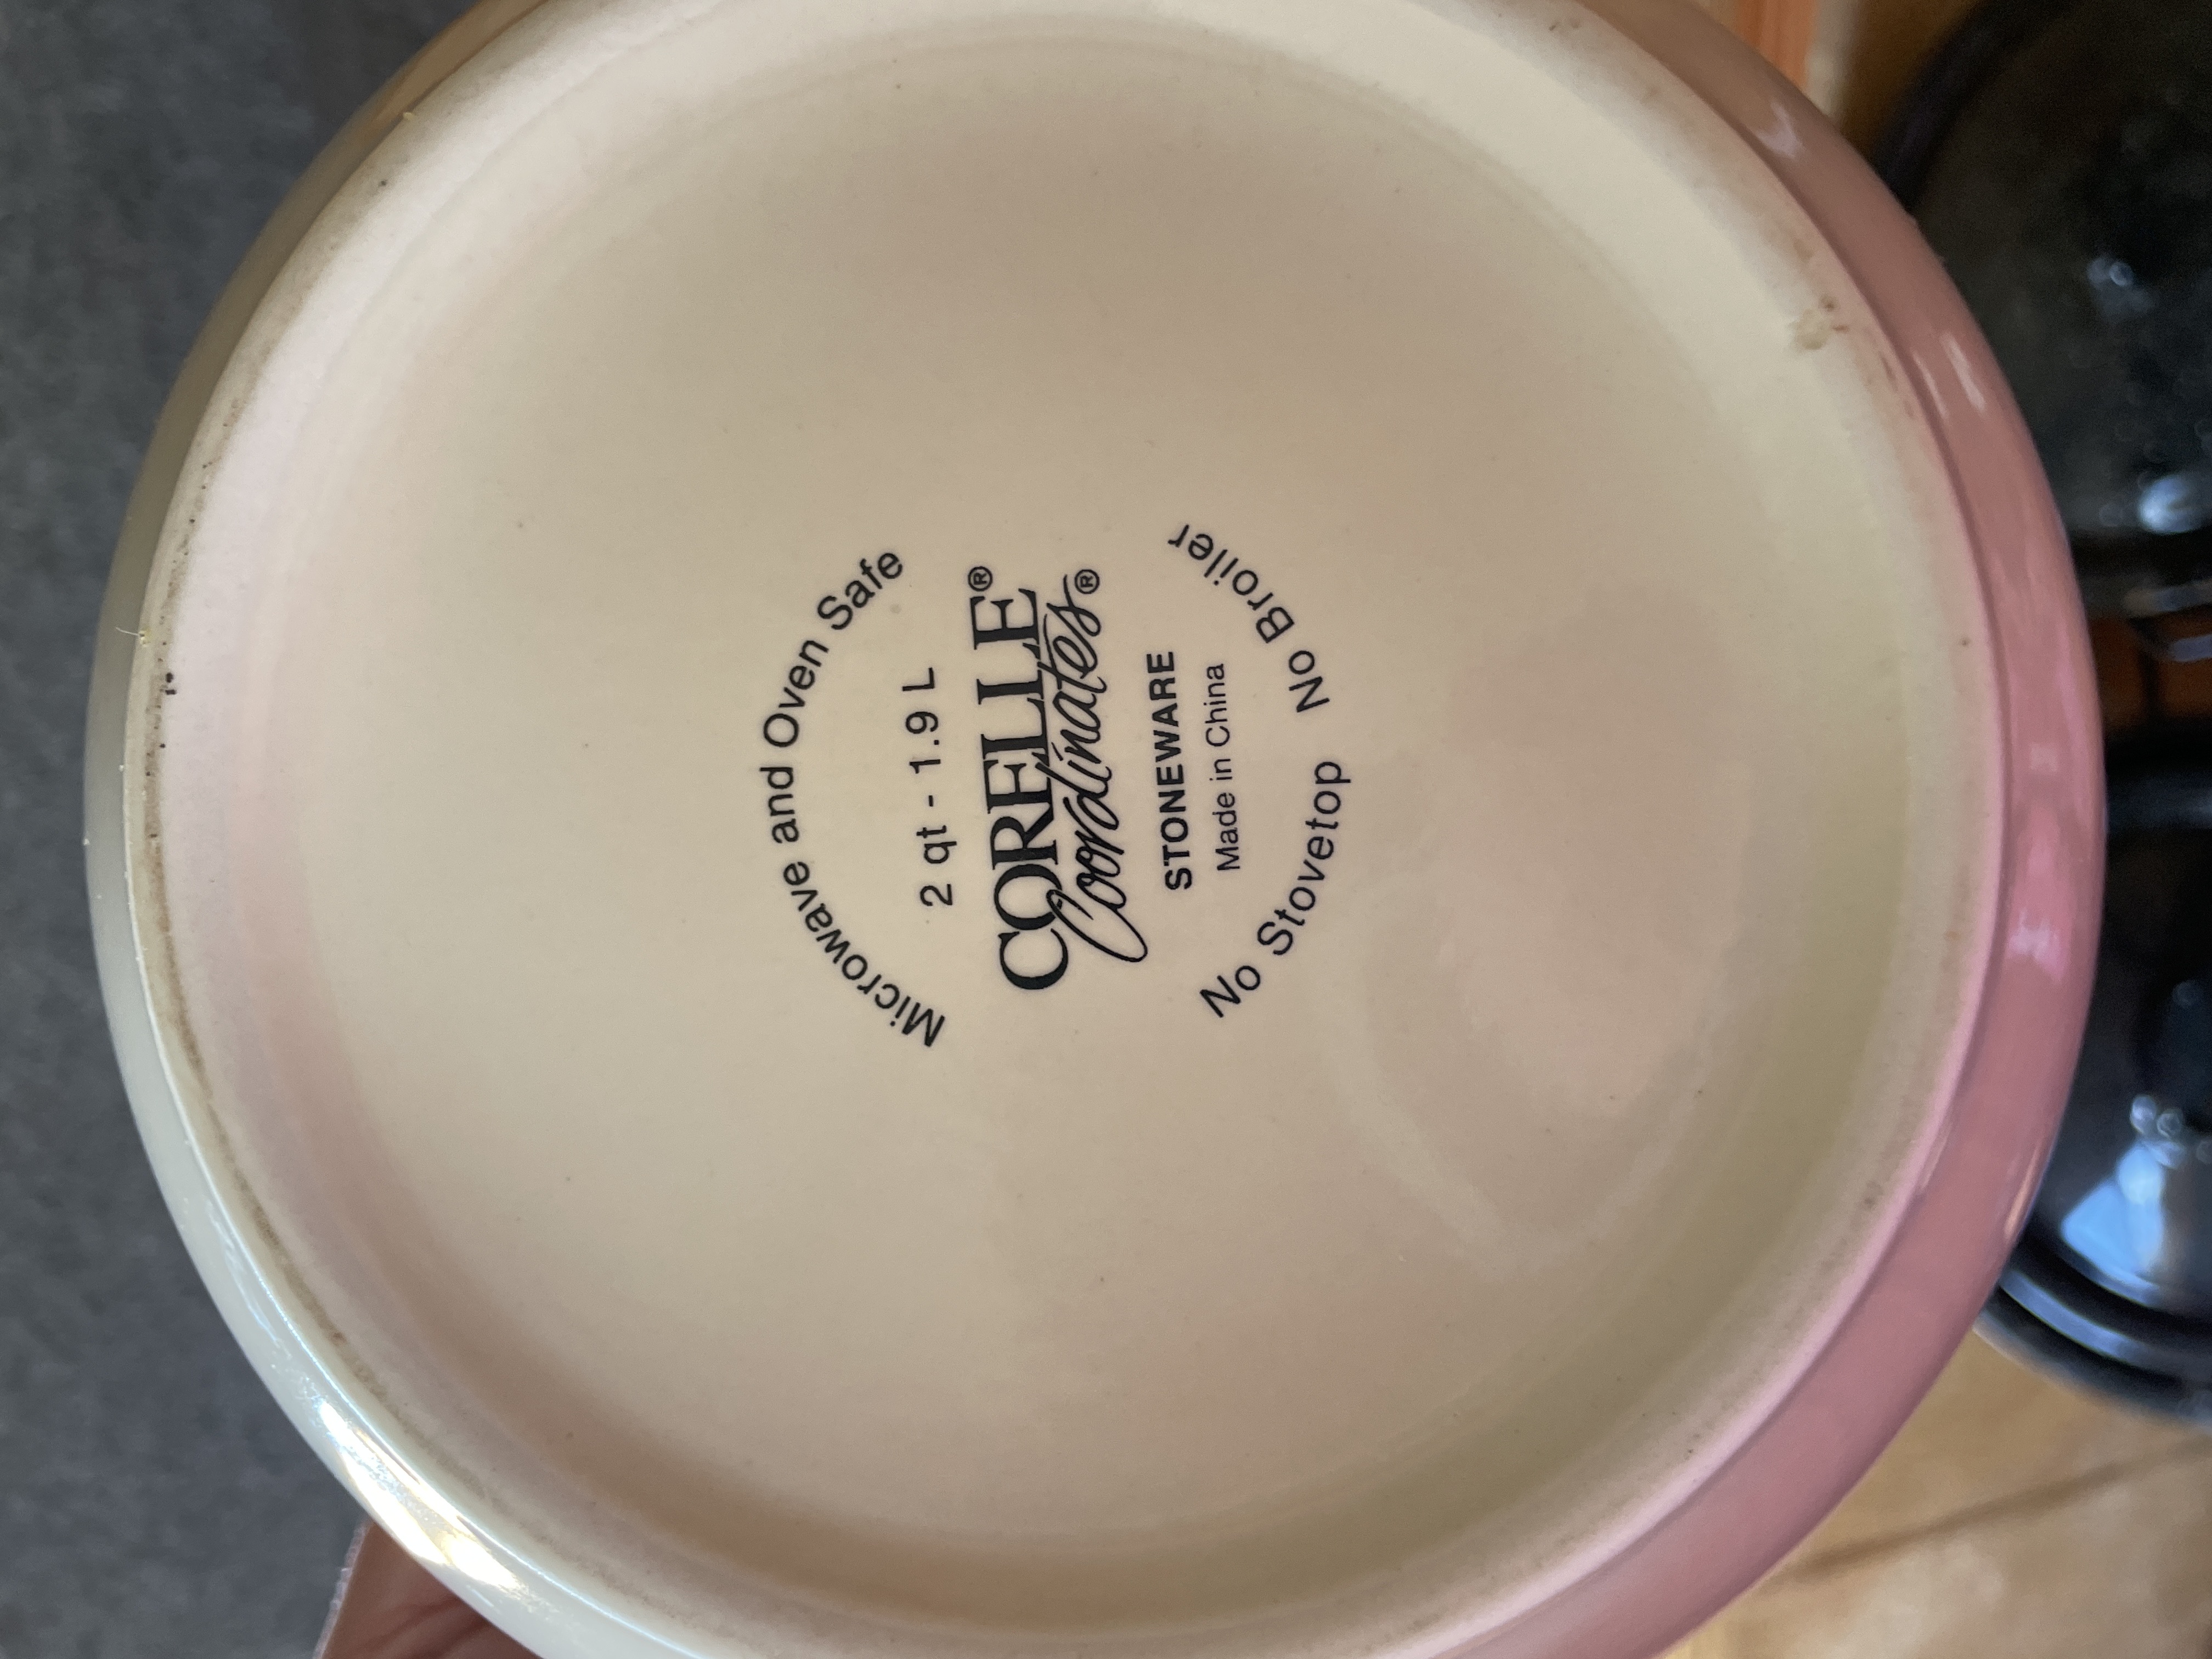 Microwave and Oven Safe
2 qt - 1.9 L
CORELLE®
Coordinates®
STONEWARE
Made in China
No Stovetop No Broiler